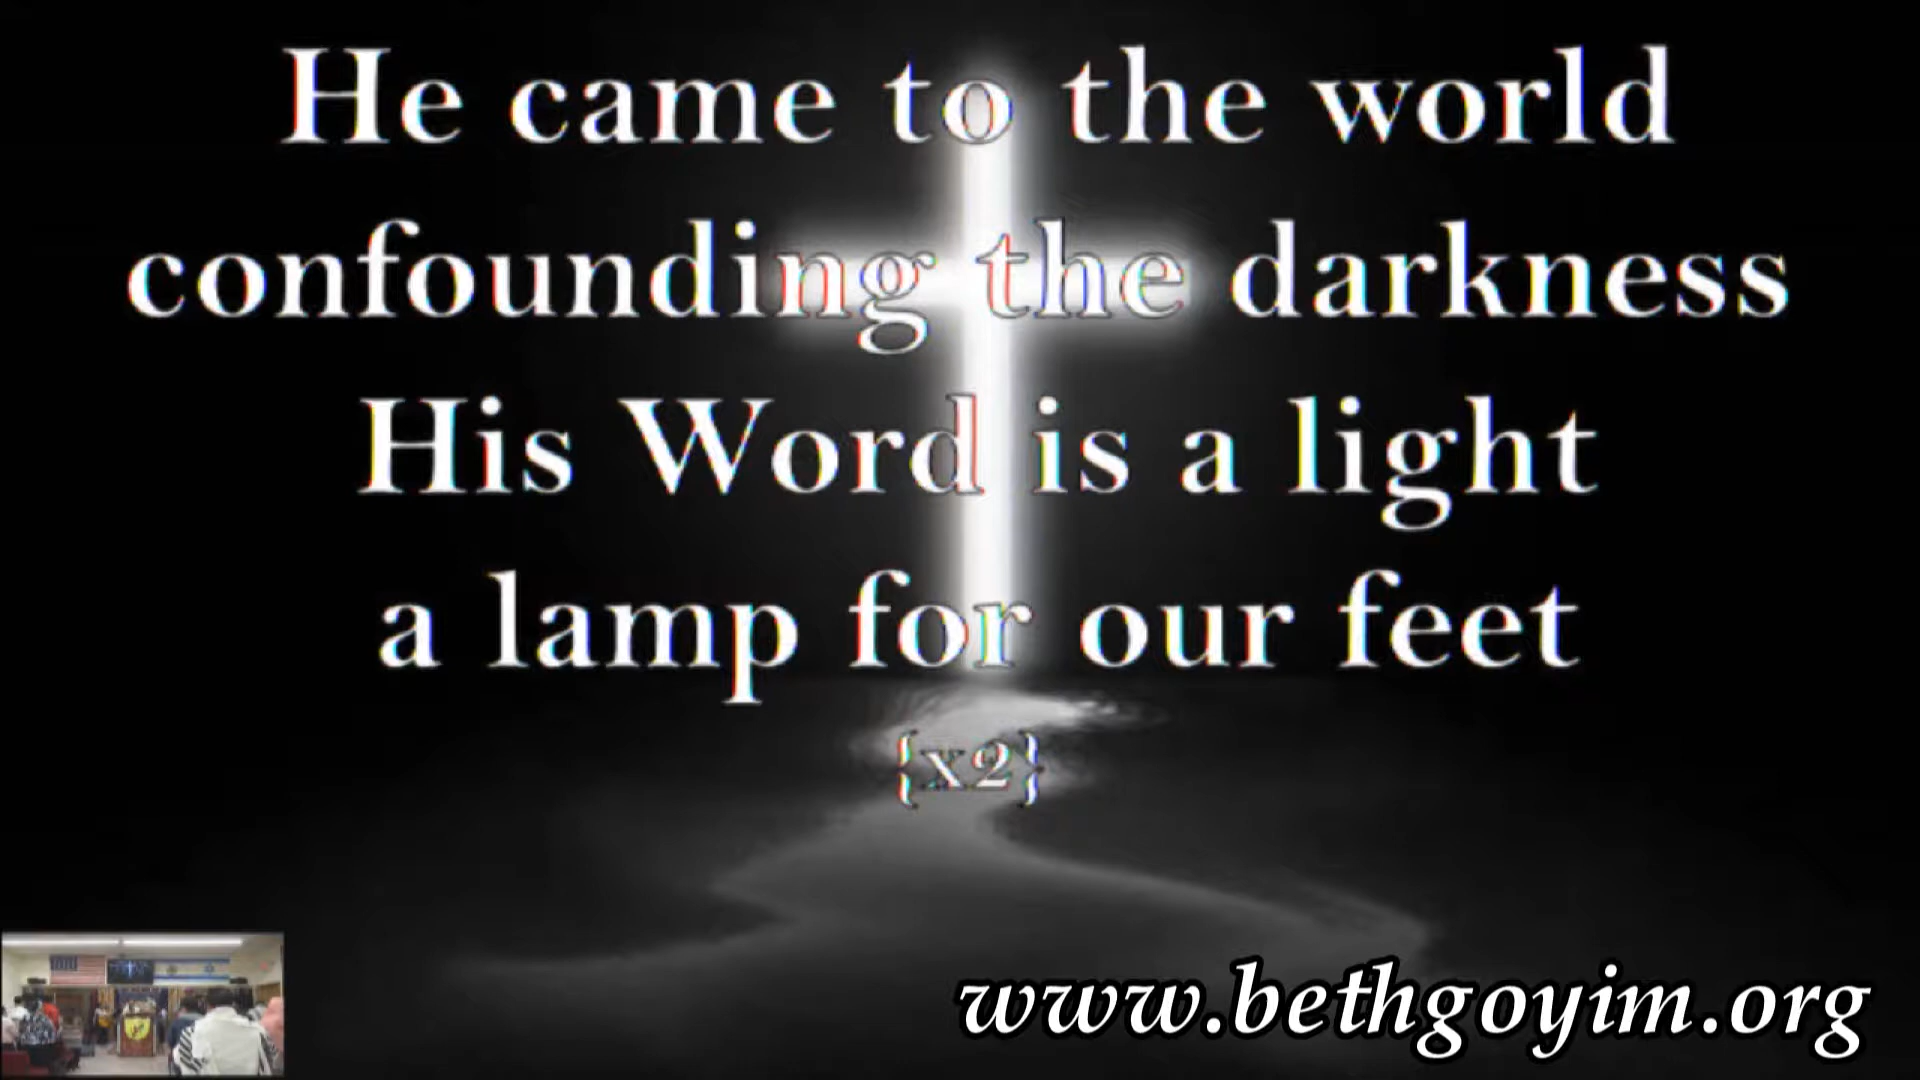 He came to the world
confounding the darkness
His Word is a light
a lamp for our feet
{x2}
www.bethgoyim.org